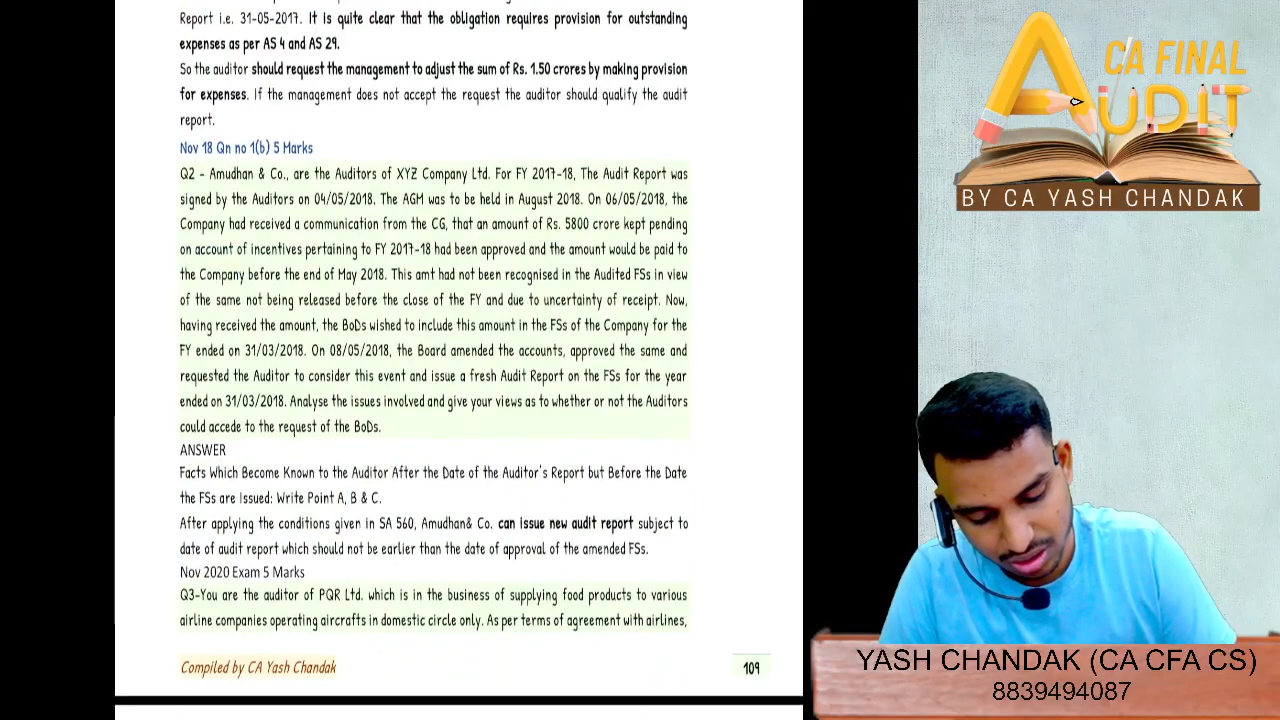 Report i.e. 31-05-2017. It is quite clear that the obligation requires provision for outstanding
expenses as per AS 4 and AS 29.
So the auditor should request the management to adjust the sum of Rs. 1.50 crores by making provision
for expenses. If the management does not accept the request the auditor should qualify the audit
report.
Nov 18 Qn no 1(b) 5 Marks
Q2 - Amudhan & Co., are the Auditors of XYZ Company Ltd. For FY 2017-18, The Audit Report was
signed by the Auditors on 04/05/2018. The AGM was to be held in August 2018. On 06/05/2018, the
Company had received a communication from the CG, that an amount of Rs. 5800 crore kept pending
on account of incentives pertaining to FY 2017-18 had been approved and the amount would be paid to
the Company before the end of May 2018. This amt had not been recognised in the Audited FSs in view
of the same not being released before the close of the FY and due to uncertainty of receipt. Now,
having received the amount, the BoDs wished to include this amount in the FSs of the Company for the
FY ended on 31/03/2018. On 08/05/2018, the Board amended the accounts, approved the same and
requested the Auditor to consider this event and issue a fresh Audit Report on the FSs for the year
ended on 31/03/2018. Analyse the issues involved and give your views as to whether or not the Auditors
could accede to the request of the BoDs.
ANSWER
Facts Which Become Known to the Auditor After the Date of the Auditor's Report but Before the Date
the FSs are Issued: Write Point A, B & C.
After applying the conditions given in SA 560, Amudhan& Co. can issue new audit report subject to
date of audit report which should not be earlier than the date of approval of the amended FSs.
Nov 2020 Exam 5 Marks
Q3-You are the auditor of PQR Ltd. which is in the business of supplying food products to various
airline companies operating aircrafts in domestic circle only. As per terms of agreement with airlines,
Compiled by CA Yash Chandak
109
CA FINAL
AUDIT
BY CA YASH CHANDAK
YASH CHANDAK (CA CFA CS)
8839494087